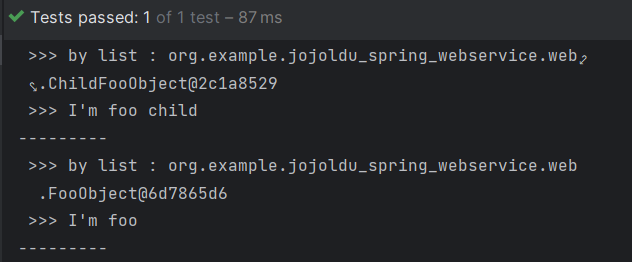 Tests passed: 1 of 1 test – 87 ms
>>> by list : org.example.jojoldu_spring_webservice.web
.ChildFooObject@2c1a8529
>>> I'm foo child
---------
>>> by list : org.example.jojoldu_spring_webservice.web
.FooObject@6d7865d6
>>> I'm foo
---------